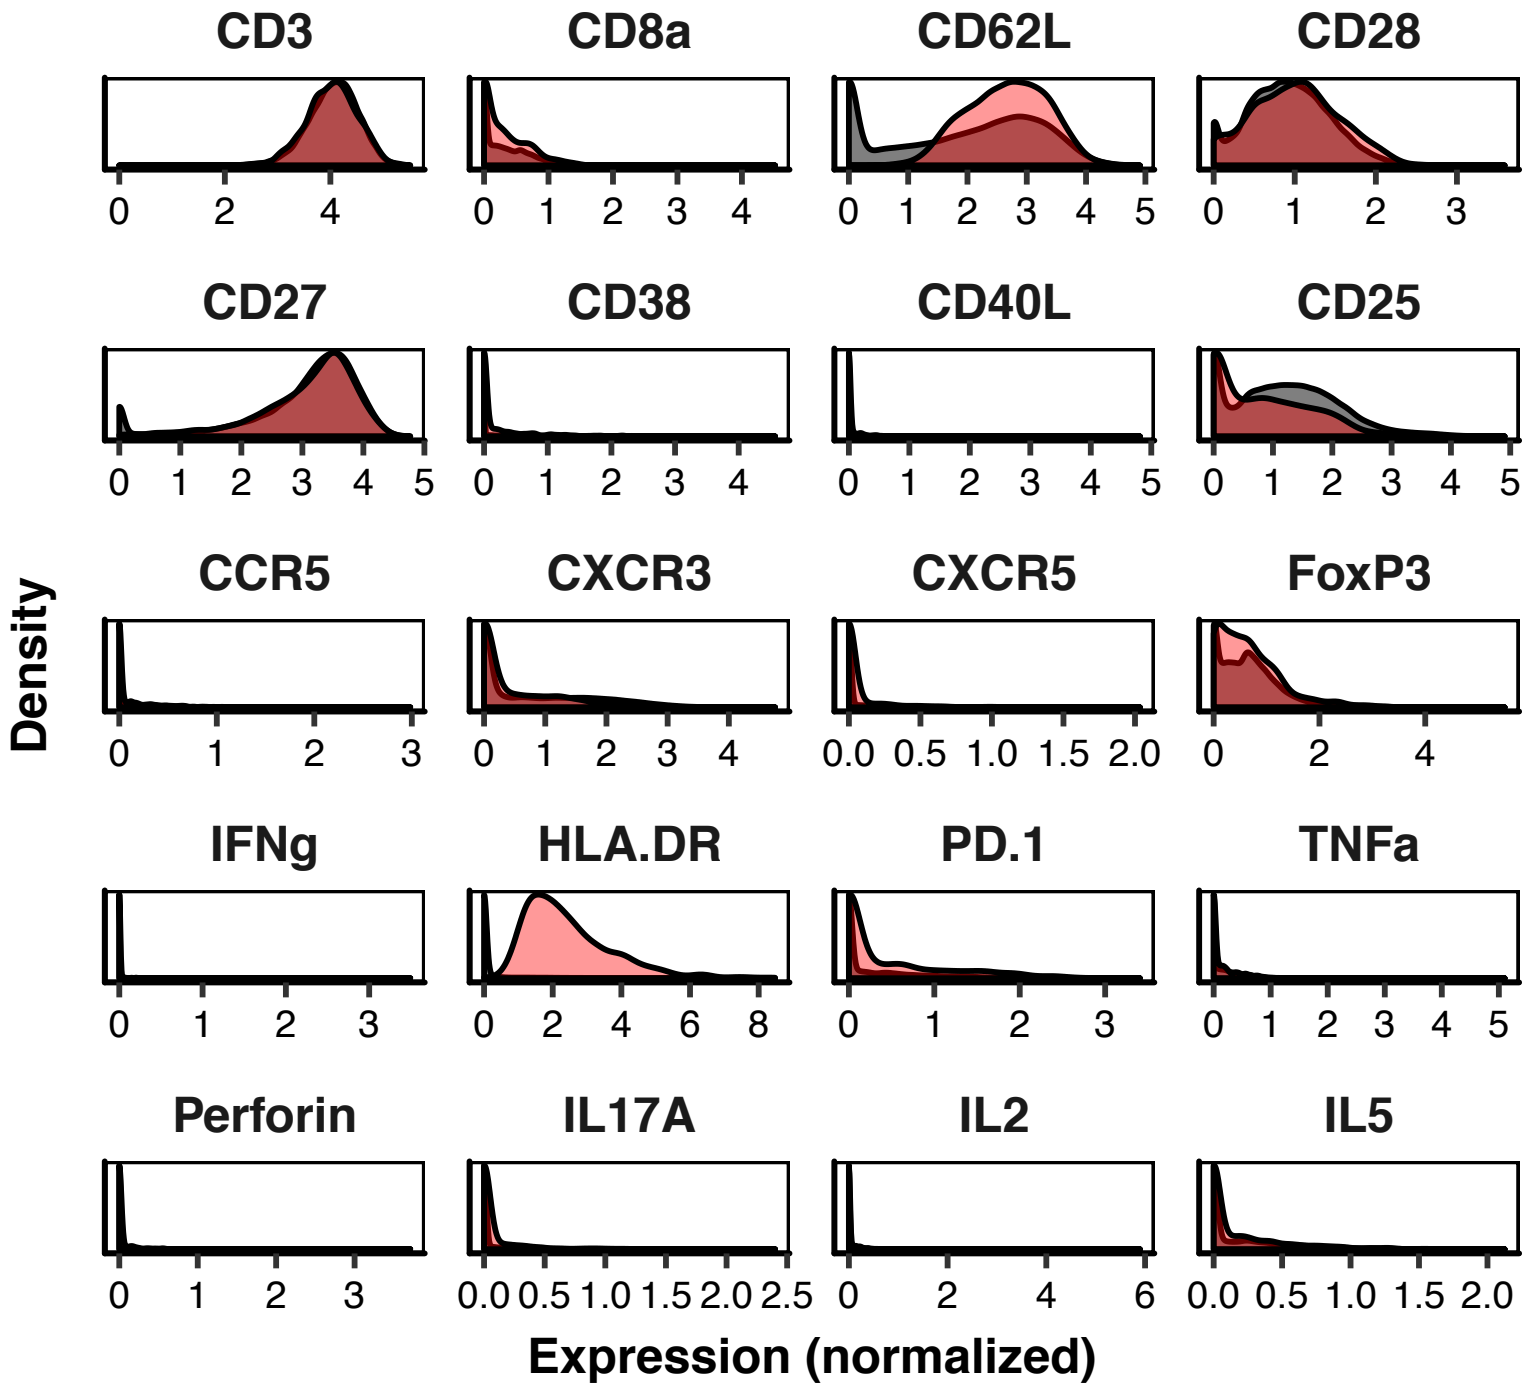 CD3 CD8a CD62L CD28
0 2 4 0 1 2 3 4 0 1 2 3 4 5 0 1 2 3
CD27 CD38 CD40L CD25
0 1 2 3 4 5 0 1 2 3 4 0 1 2 3 4 5 0 1 2 3 4 5
CCR5 CXCR3 CXCR5 FoxP3
0 1 2 3 0 1 2 3 4 0.0 0.5 1.0 1.5 2.0 0 2 4
Density
IFNg HLA.DR PD.1 TNFa
0 1 2 3 0 2 4 6 8 0 1 2 3 0 1 2 3 4 5
Perforin IL17A IL2 IL5
0 1 2 3 0.0 0.5 1.0 1.5 2.0 2.5 0 2 4 6 0.0 0.5 1.0 1.5 2.0
Expression (normalized)